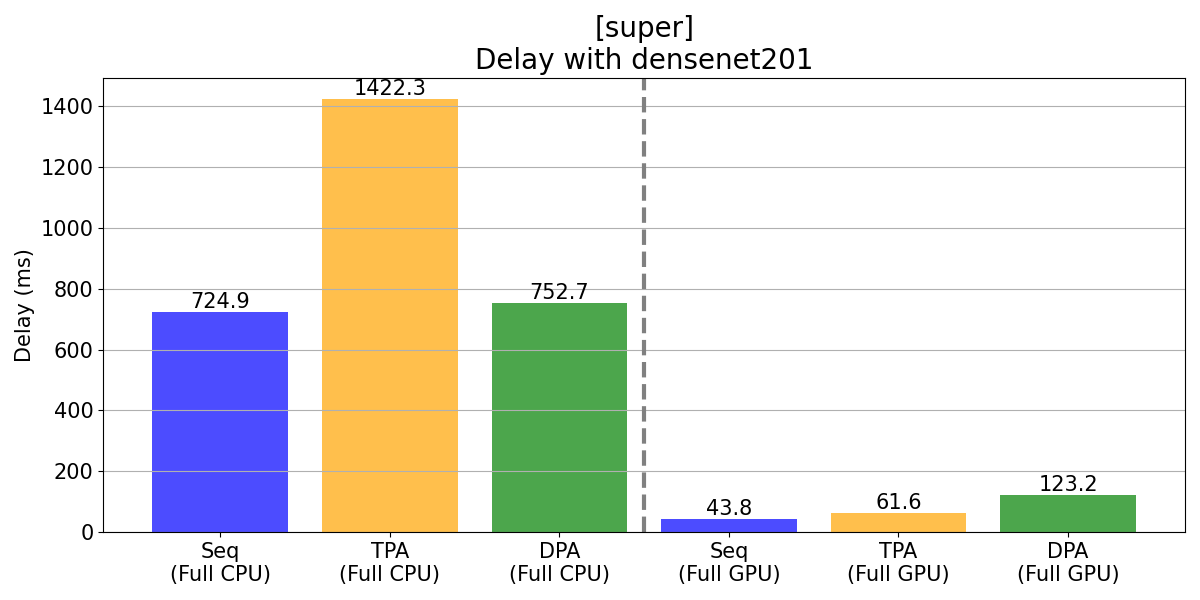 [super]
Delay with densenet201
Delay (ms)
1400
1200
1000
800
600
400
200
0
724.9
1422.3
752.7
43.8
61.6
123.2
Seq
(Full CPU)
TPA
(Full CPU)
DPA
(Full CPU)
Seq
(Full GPU)
TPA
(Full GPU)
DPA
(Full GPU)